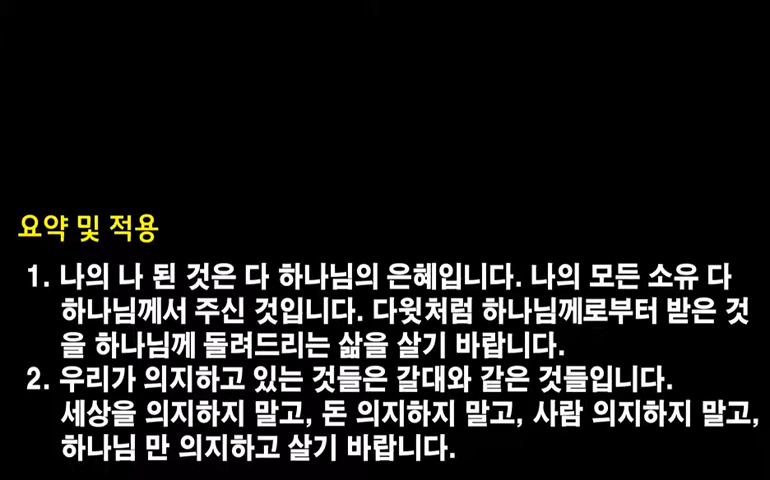 요약 및 적용
1. 나의 나 된 것은 다 하나님의 은혜입니다. 나의 모든 소유 다
하나님께서 주신 것입니다. 다윗처럼 하나님께로부터 받은 것
을 하나님께 돌려드리는 삶을 살기 바랍니다.
2. 우리가 의지하고 있는 것들은 갈대와 같은 것들입니다.
세상을 의지하지 말고, 돈 의지하지 말고, 사람 의지하지 말고,
하나님 만 의지하고 살기 바랍니다.